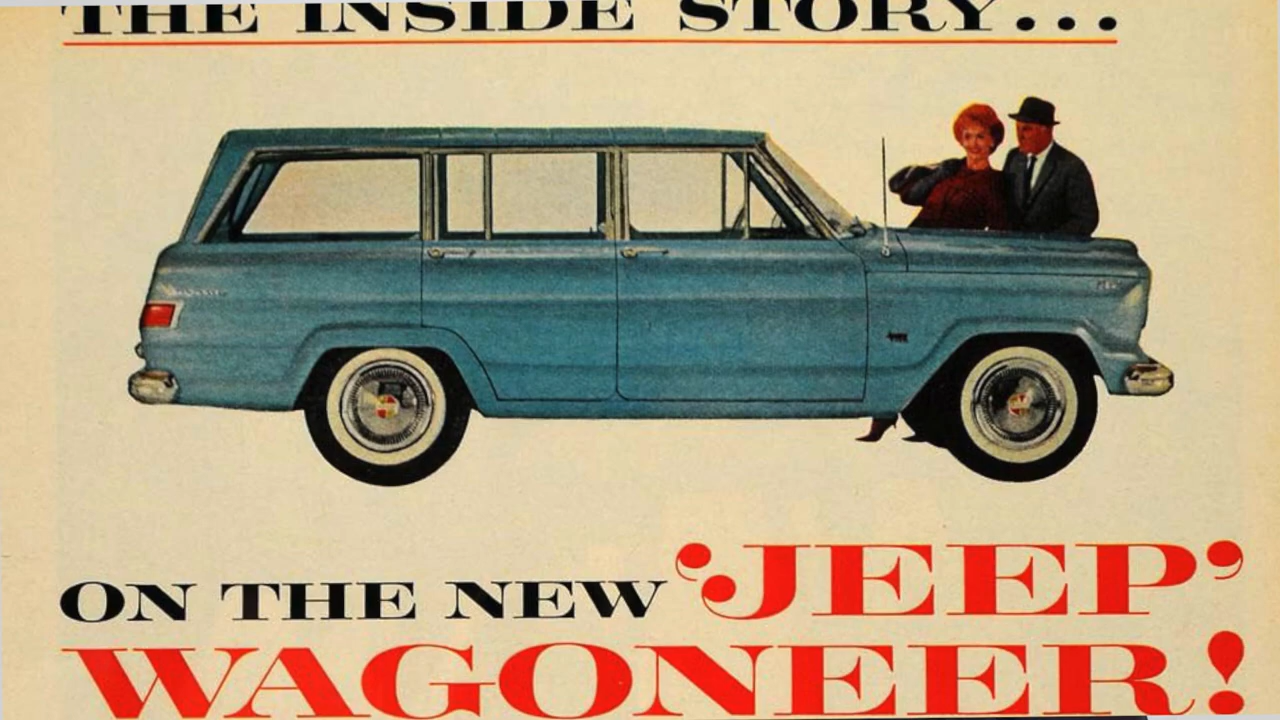 THE INSIDE STORY...
ON THE NEW 'JEEP'
WAGONEER!